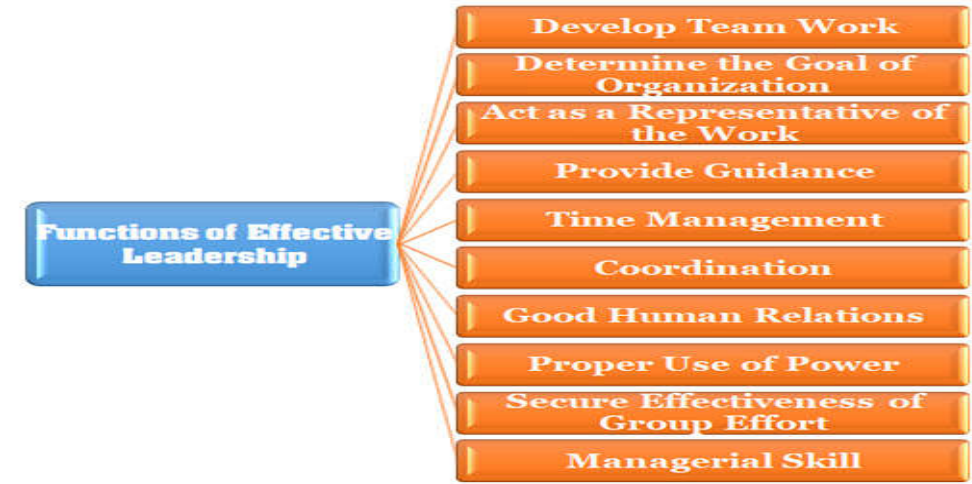 Functions of Effective
Leadership
Develop Team Work
Determine the Goal of
Organization
Act as a Representative of
the Work
Provide Guidance
Time Management
Coordination
Good Human Relations
Proper Use of Power
Secure Effectiveness of
Group Effort
Managerial Skill